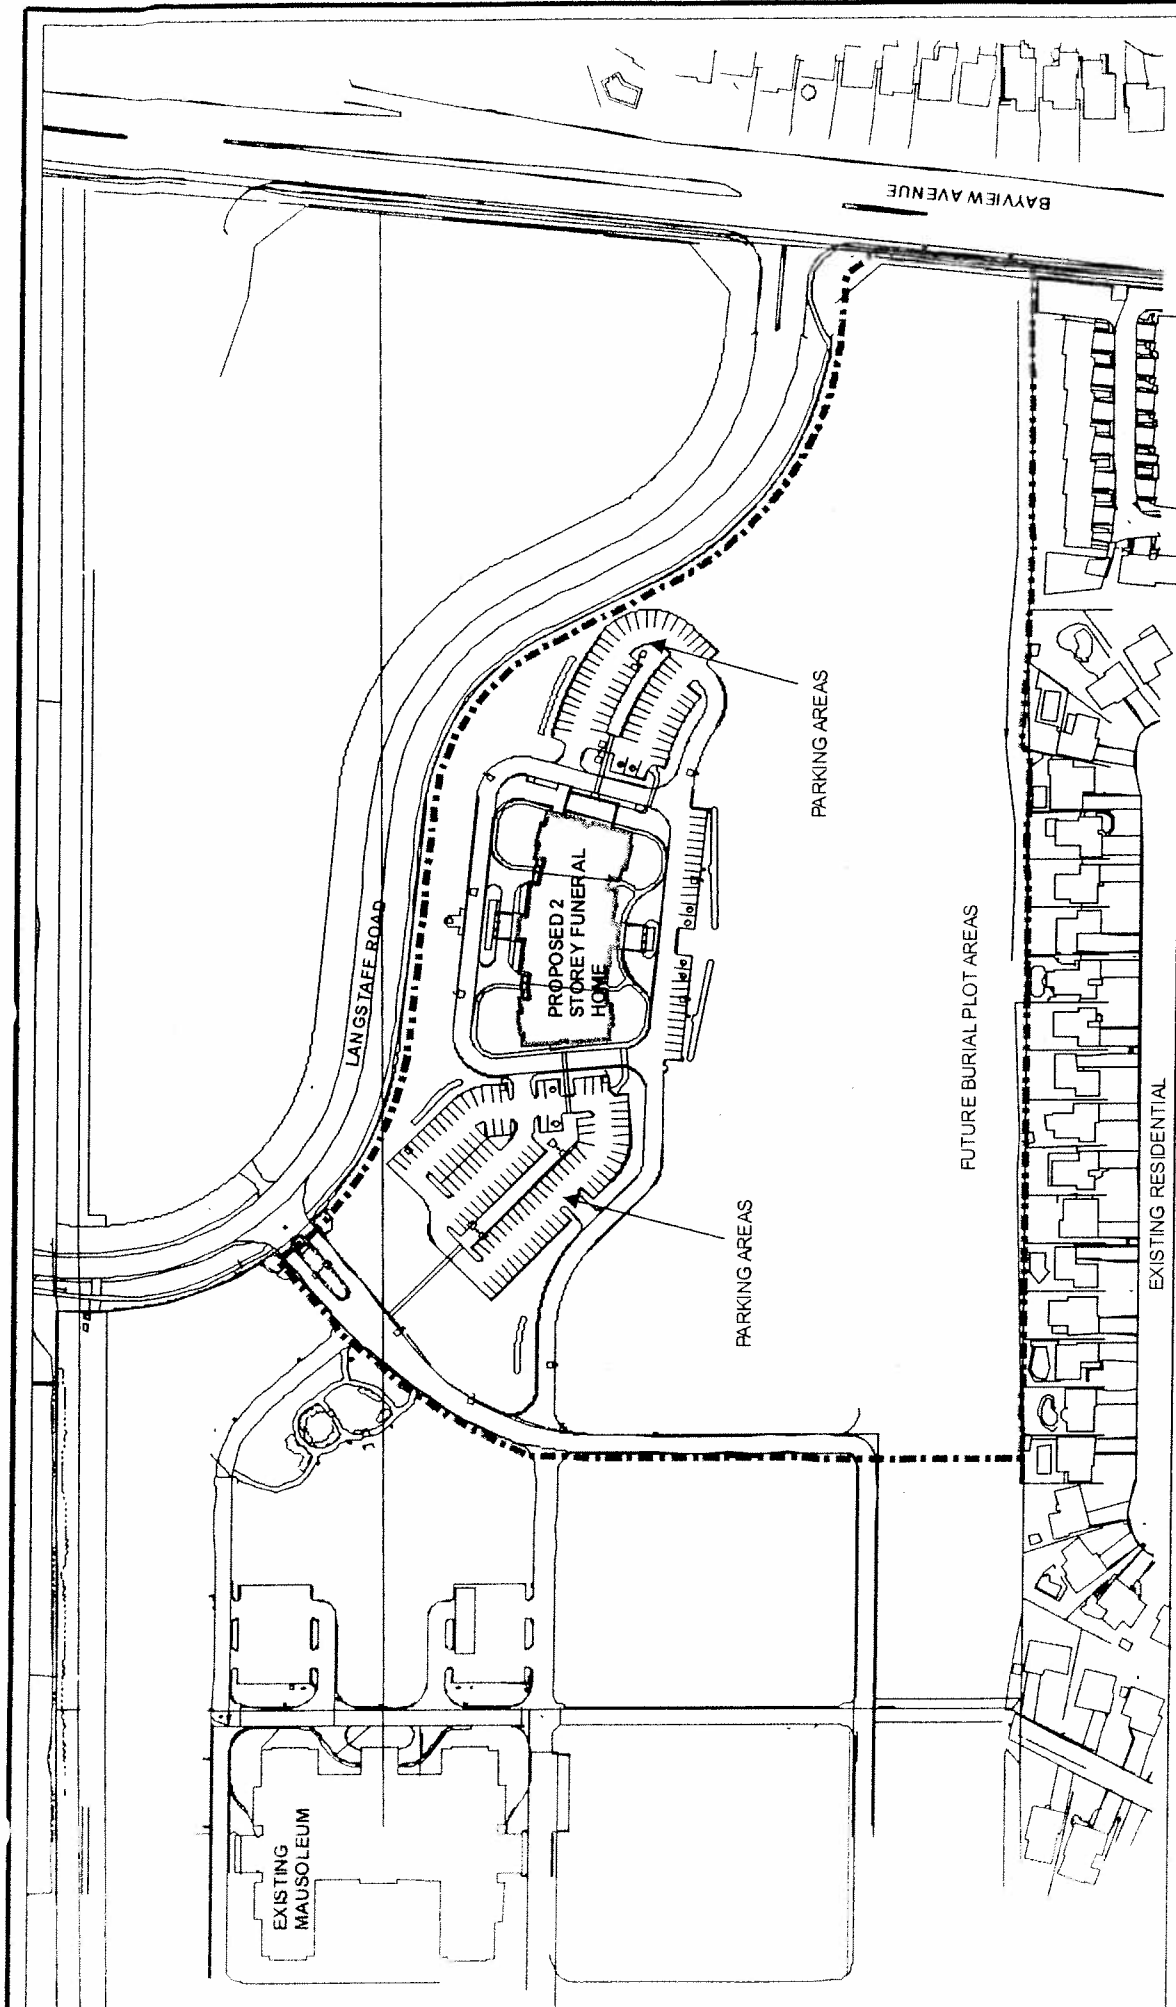 BAYVIEW AVENUE
LANGSTAFF ROAD
PROPOSED 2
STOREY FUNERAL
HOME
PARKING AREAS
PARKING AREAS
FUTURE BURIAL PLOT AREAS
EXISTING RESIDENTIAL
EXISTING
MAUSOLEUM